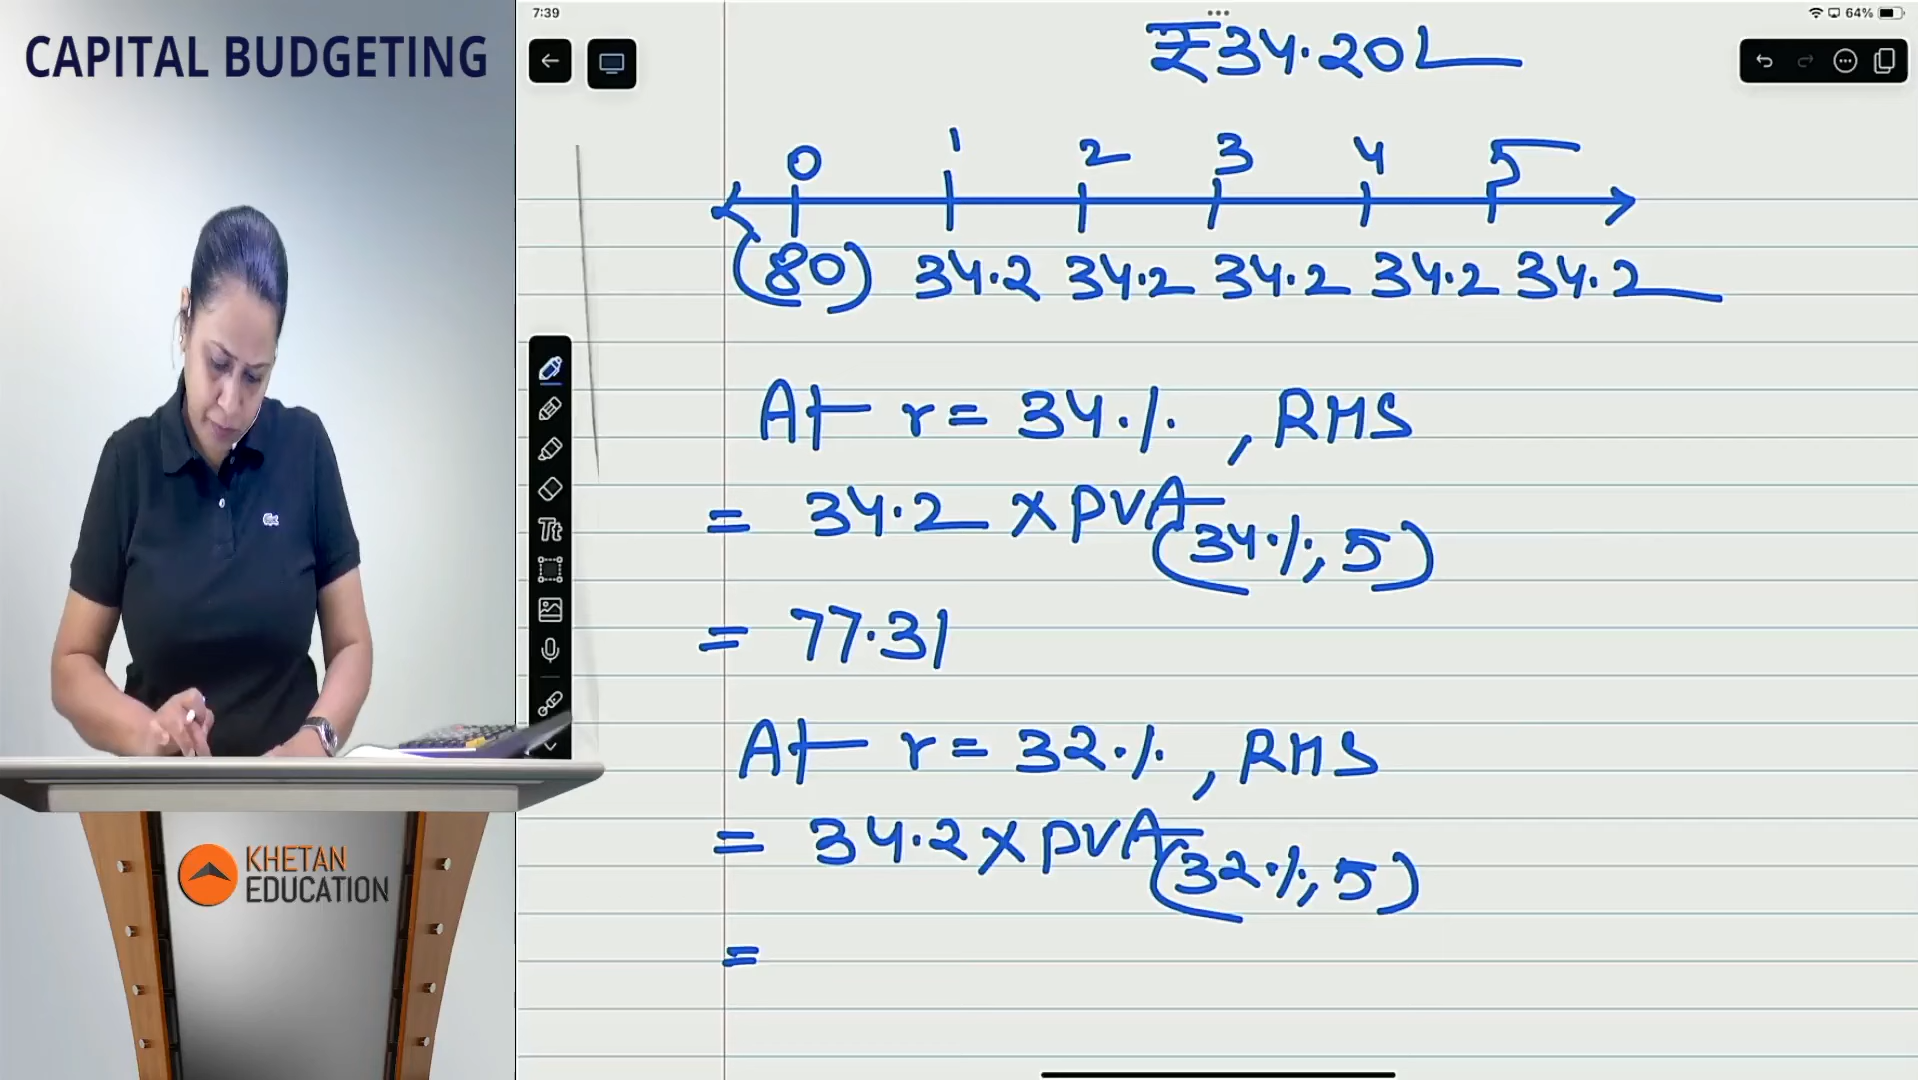 CAPITAL BUDGETING
7:39
64%
₹34.20L
0 1 2 3 4 5
(80) 34.2 34.2 34.2 34.2 34.2
At r = 34%, RHS
= 34.2 x PVA(34%, 5)
= 77.31
At r = 32%, RHS
= 34.2 x PVA(32%, 5)
=
Tt
KHETAN
EDUCATION